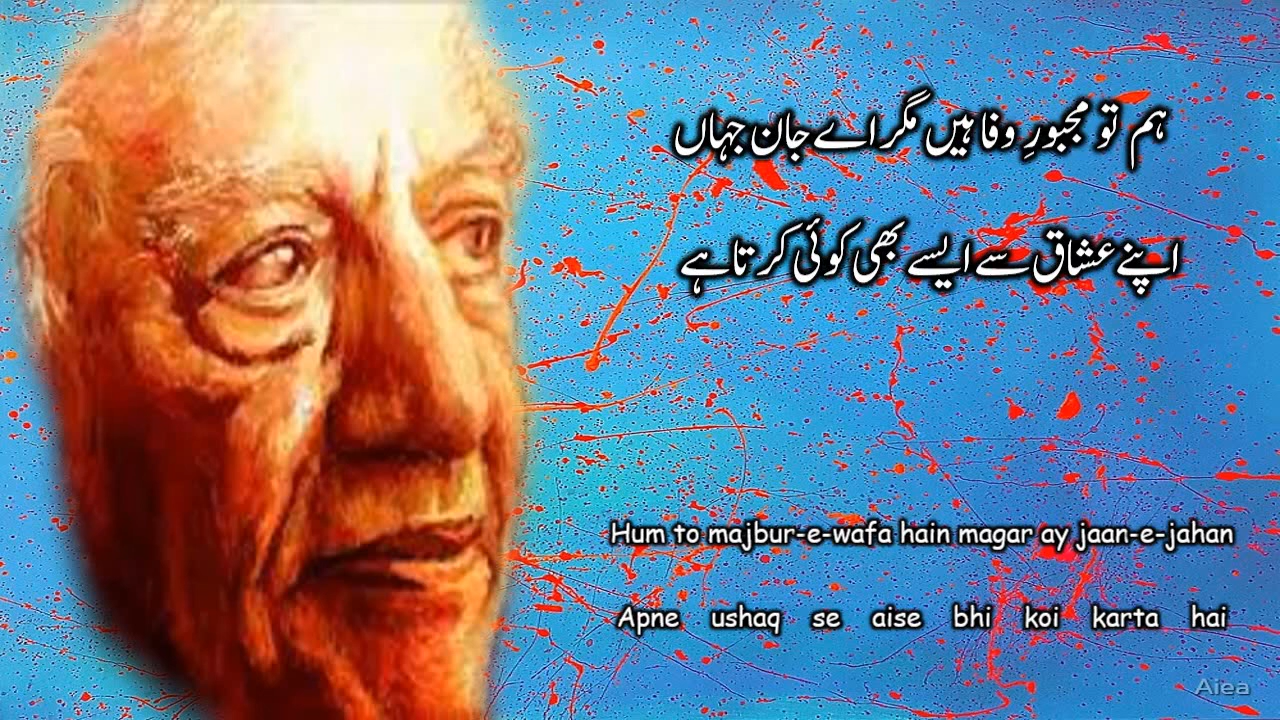 ہم تو مجبورِ وفا ہیں مگر اے جان جہاں
اپنے عشاق سے ایسے بھی کوئی کرتا ہے
Hum to majbur-e-wafa hain magar ay jaan-e-jahan
Apne ushaq se aise bhi koi karta hai
Aiea